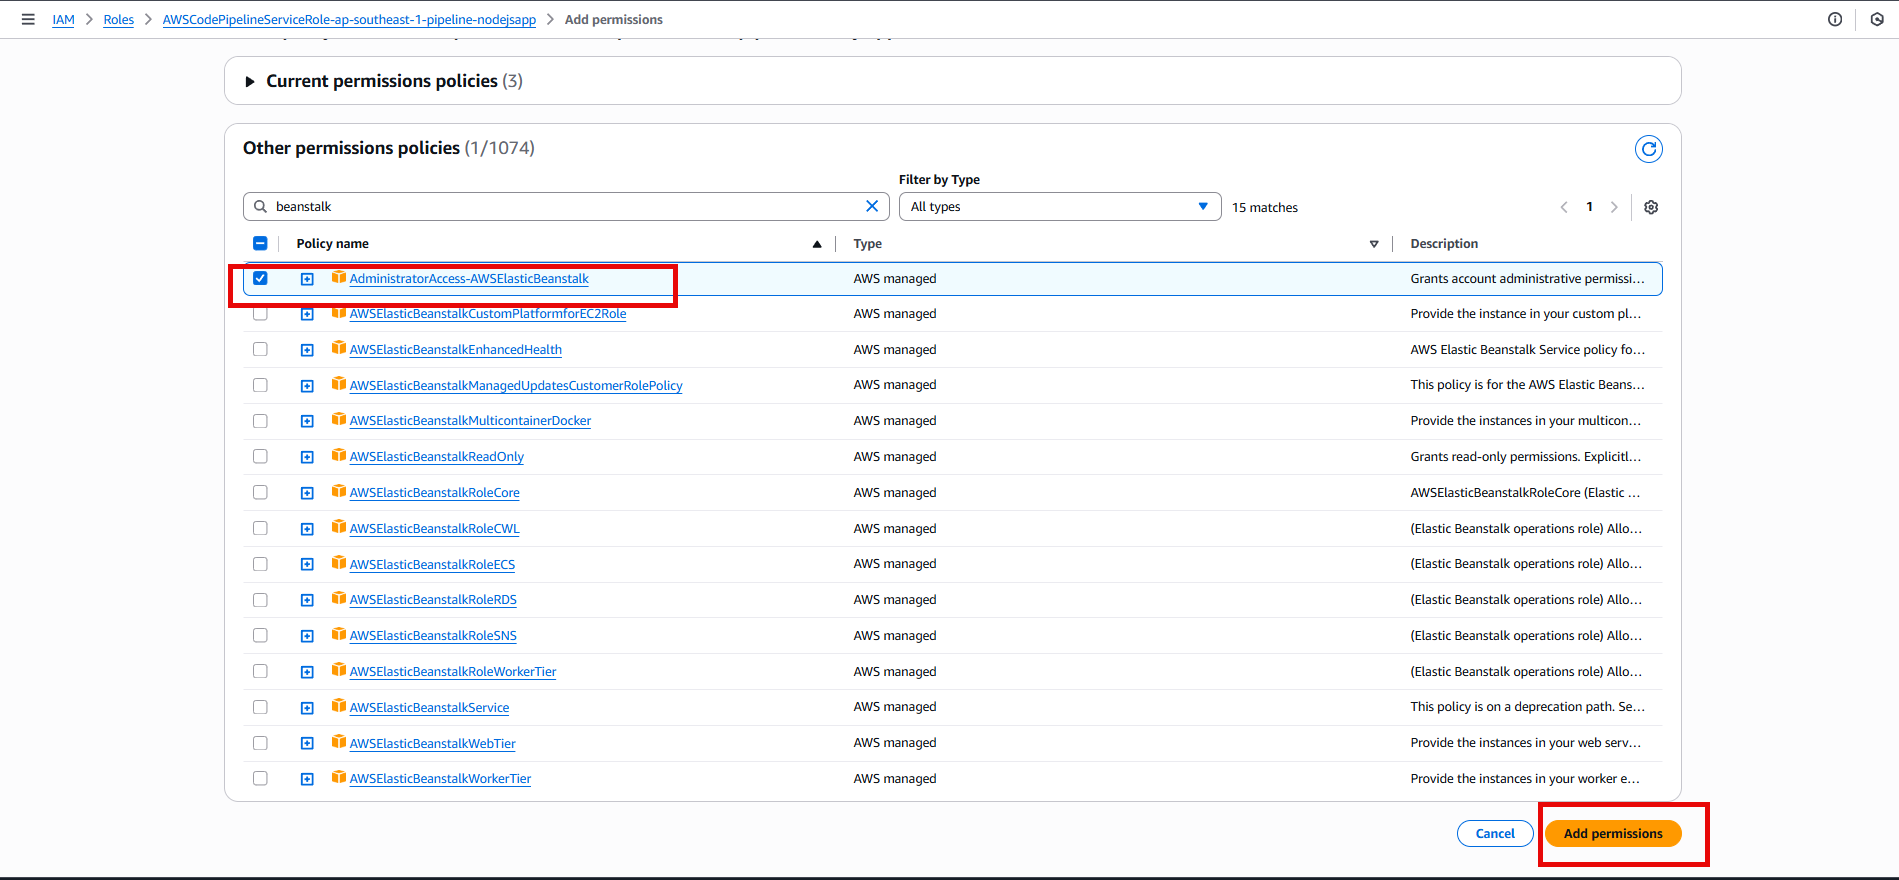 IAM > Roles > AWSCodePipelineServiceRole-ap-southeast-1-pipeline-nodejsapp > Add permissions
Current permissions policies (3)
Other permissions policies (1/1074)
Filter by Type
beanstalk
All types
15 matches
1
Policy name
Type
Description
AdministratorAccess-AWSElasticBeanstalk AWS managed Grants account administrative permissi...
AWSElasticBeanstalkCustomPlatformforEC2Role AWS managed Provide the instance in your custom pl...
AWSElasticBeanstalkEnhancedHealth AWS managed AWS Elastic Beanstalk Service policy fo...
AWSElasticBeanstalkManagedUpdatesCustomerRolePolicy AWS managed This policy is for the AWS Elastic Beans...
AWSElasticBeanstalkMulticontainerDocker AWS managed Provide the instances in your multicon...
AWSElasticBeanstalkReadOnly AWS managed Grants read-only permissions. Explicitl...
AWSElasticBeanstalkRoleCore AWS managed AWSElasticBeanstalkRoleCore (Elastic ...
AWSElasticBeanstalkRoleCWL AWS managed (Elastic Beanstalk operations role) Allo...
AWSElasticBeanstalkRoleECS AWS managed (Elastic Beanstalk operations role) Allo...
AWSElasticBeanstalkRoleRDS AWS managed (Elastic Beanstalk operations role) Allo...
AWSElasticBeanstalkRoleSNS AWS managed (Elastic Beanstalk operations role) Allo...
AWSElasticBeanstalkRoleWorkerTier AWS managed (Elastic Beanstalk operations role) Allo...
AWSElasticBeanstalkService AWS managed This policy is on a deprecation path. Se...
AWSElasticBeanstalkWebTier AWS managed Provide the instances in your web serv...
AWSElasticBeanstalkWorkerTier AWS managed Provide the instances in your worker e...
Cancel
Add permissions